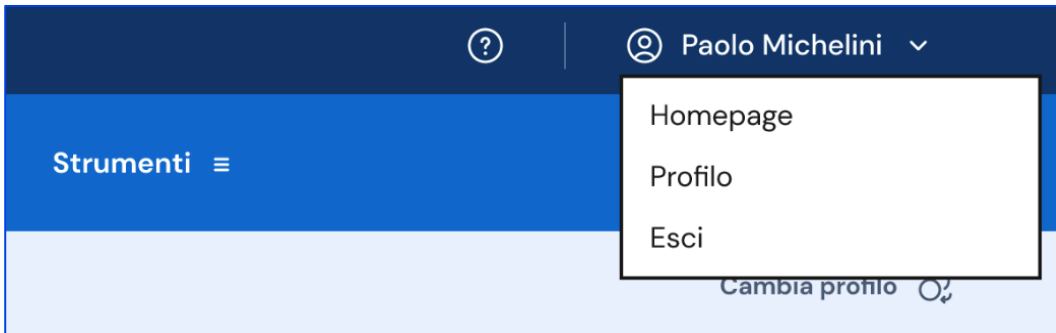 Paolo Michelini
Strumenti
Homepage
Profilo
Esci
Cambia profilo